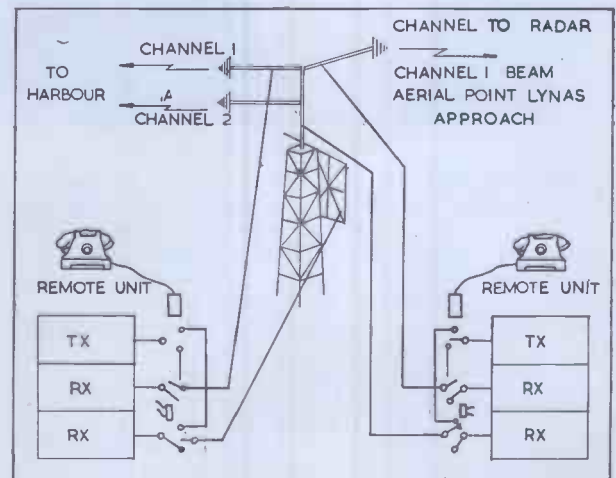 CHANNEL 1
TO
HARBOUR
A
CHANNEL 2
CHANNEL TO RADAR
CHANNEL 1 BEAM
AERIAL POINT LYNAS
APPROACH
REMOTE UNIT
TX
RX
RX
REMOTE UNIT
TX
RX
RX